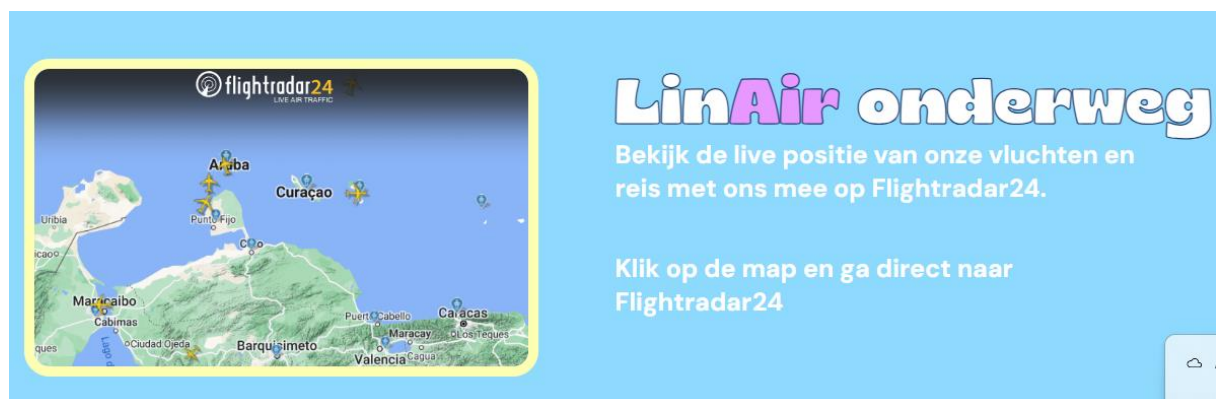 flightradar24
LIVE AIR TRAFFIC
LinAir onderweg
Bekijk de live positie van onze vluchten en
reis met ons mee op Flightradar24.
Klik op de map en ga direct naar
Flightradar24
Aruba
Curaçao
Uribia
Punto Fijo
Coro
Maracaibo
Cabimas
Puerto Cabello
Caracas
Los Teques
Maracay
Ciudad Ojeda
Barquisimeto
Valencia
Cagua